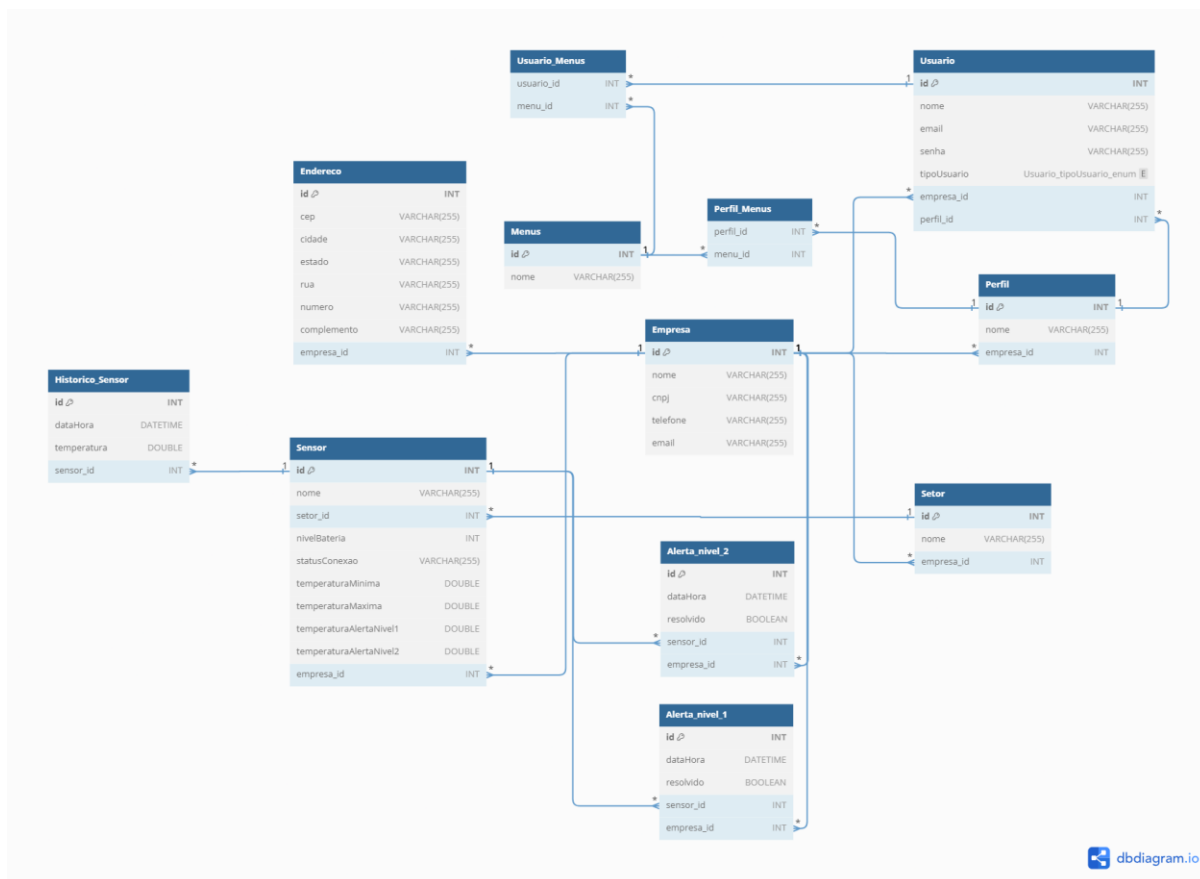 Usuario_Menus
usuario_id INT
menu_id INT
Usuario
id INT
nome VARCHAR(255)
email VARCHAR(255)
senha VARCHAR(255)
tipoUsuario Usuario_tipoUsuario_enum E
empresa_id INT
perfil_id INT
Endereco
id INT
cep VARCHAR(255)
cidade VARCHAR(255)
estado VARCHAR(255)
rua VARCHAR(255)
numero VARCHAR(255)
complemento VARCHAR(255)
empresa_id INT
Menus
id INT
nome VARCHAR(255)
Perfil_Menus
perfil_id INT
menu_id INT
Perfil
id INT
nome VARCHAR(255)
empresa_id INT
Empresa
id INT
nome VARCHAR(255)
cnpj VARCHAR(255)
telefone VARCHAR(255)
email VARCHAR(255)
Historico_Sensor
id INT
dataHora DATETIME
temperatura DOUBLE
sensor_id INT
Sensor
id INT
nome VARCHAR(255)
setor_id INT
nivelBateria INT
statusConexao VARCHAR(255)
temperaturaMinima DOUBLE
temperaturaMaxima DOUBLE
temperaturaAlertaNivel1 DOUBLE
temperaturaAlertaNivel2 DOUBLE
empresa_id INT
Setor
id INT
nome VARCHAR(255)
empresa_id INT
Alerta_nivel_2
id INT
dataHora DATETIME
resolvido BOOLEAN
sensor_id INT
empresa_id INT
Alerta_nivel_1
id INT
dataHora DATETIME
resolvido BOOLEAN
sensor_id INT
empresa_id INT
dbdiagram.io